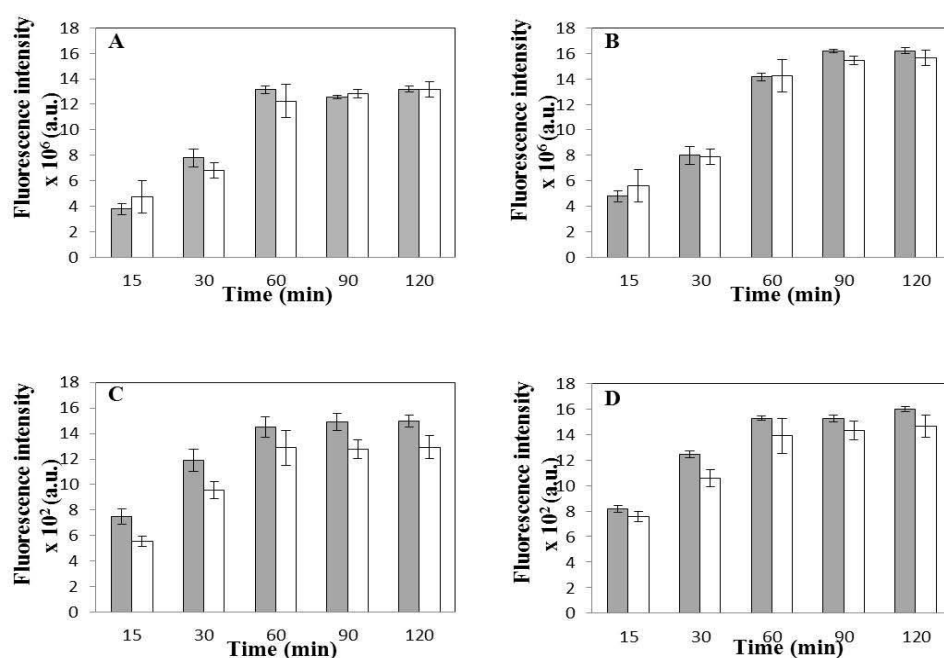 A
Fluorescence intensity
x 10⁶ (a.u.)
18
16
14
12
10
8
6
4
2
0
15 30 60 90 120
Time (min)
B
Fluorescence intensity
x 10⁶ (a.u.)
18
16
14
12
10
8
6
4
2
0
15 30 60 90 120
Time (min)
C
Fluorescence intensity
x 10² (a.u.)
18
16
14
12
10
8
6
4
2
0
15 30 60 90 120
Time (min)
D
Fluorescence intensity
x 10² (a.u.)
18
16
14
12
10
8
6
4
2
0
15 30 60 90 120
Time (min)